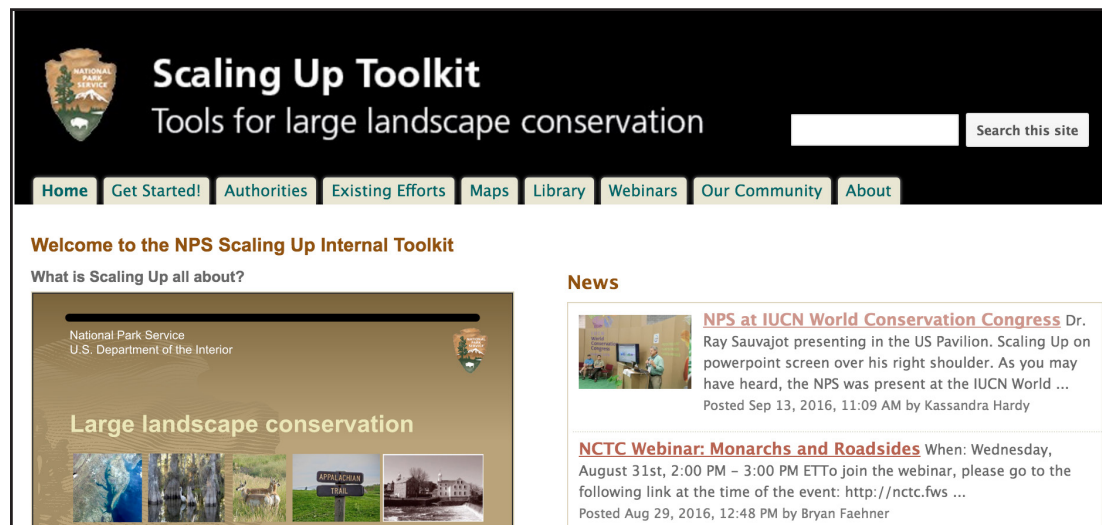 NATIONAL
PARK
SERVICE
Scaling Up Toolkit
Tools for large landscape conservation
Search this site
Home Get Started! Authorities Existing Efforts Maps Library Webinars Our Community About
Welcome to the NPS Scaling Up Internal Toolkit
What is Scaling Up all about?
National Park Service
U.S. Department of the Interior
Large landscape conservation
APPALACHIAN
TRAIL
News
NPS at IUCN World Conservation Congress Dr.
Ray Sauvajot presenting in the US Pavilion. Scaling Up on
powerpoint screen over his right shoulder. As you may
have heard, the NPS was present at the IUCN World ...
Posted Sep 13, 2016, 11:09 AM by Kassandra Hardy
NCTC Webinar: Monarchs and Roadsides When: Wednesday,
August 31st, 2:00 PM – 3:00 PM ETTo join the webinar, please go to the
following link at the time of the event: http://nctc.fws ...
Posted Aug 29, 2016, 12:48 PM by Bryan Faehner